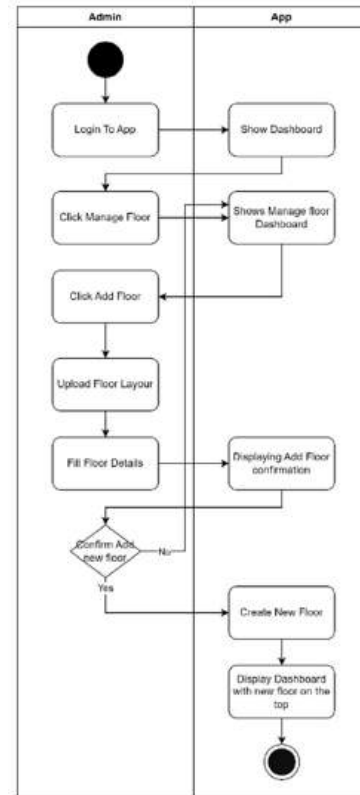 Admin
App
Login To App
Show Dashboard
Click Manage Floor
Shows Manage floor
Dashboard
Click Add Floor
Upload Floor Layour
Fill Floor Details
Displaying Add Floor
confirmation
Confirm Add
new floor
No
Yes
Create New Floor
Display Dashboard
with new floor on the
top